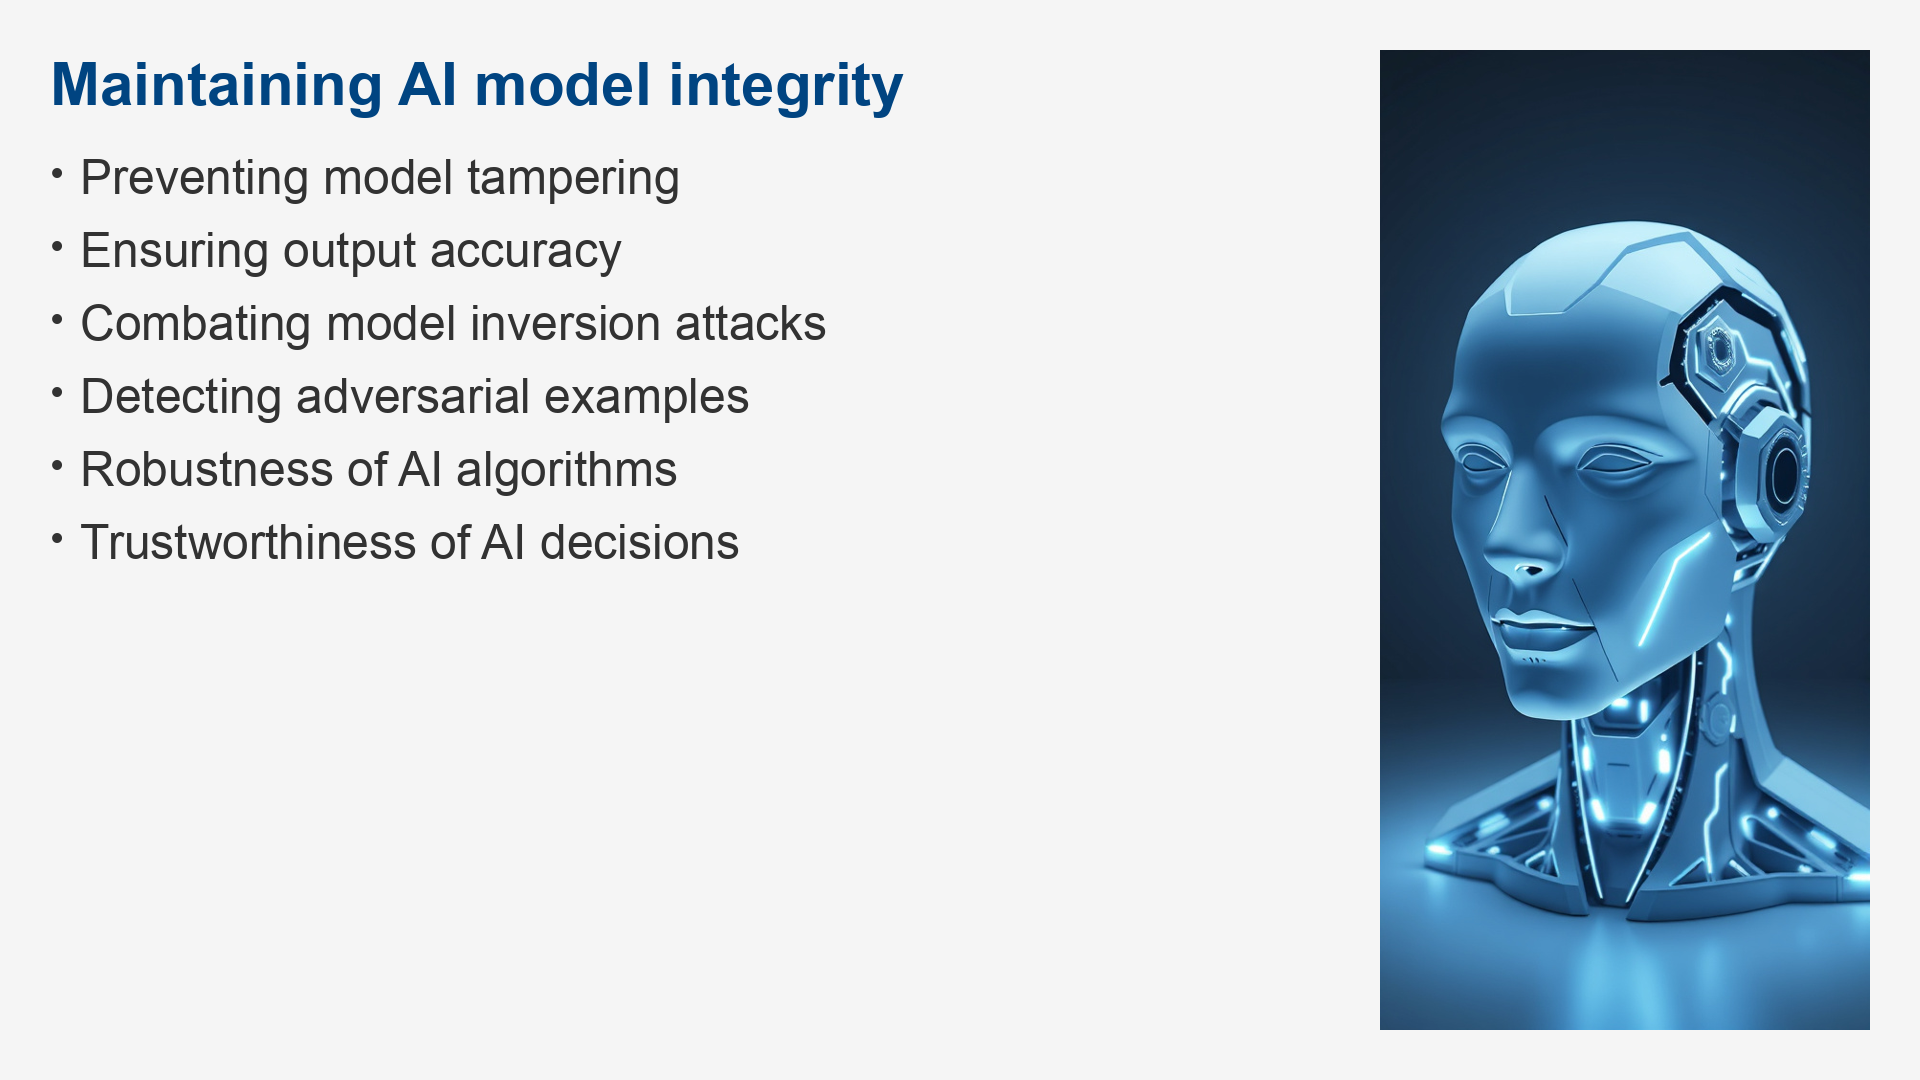 Maintaining AI model integrity
• Preventing model tampering
• Ensuring output accuracy
• Combating model inversion attacks
• Detecting adversarial examples
• Robustness of AI algorithms
• Trustworthiness of AI decisions